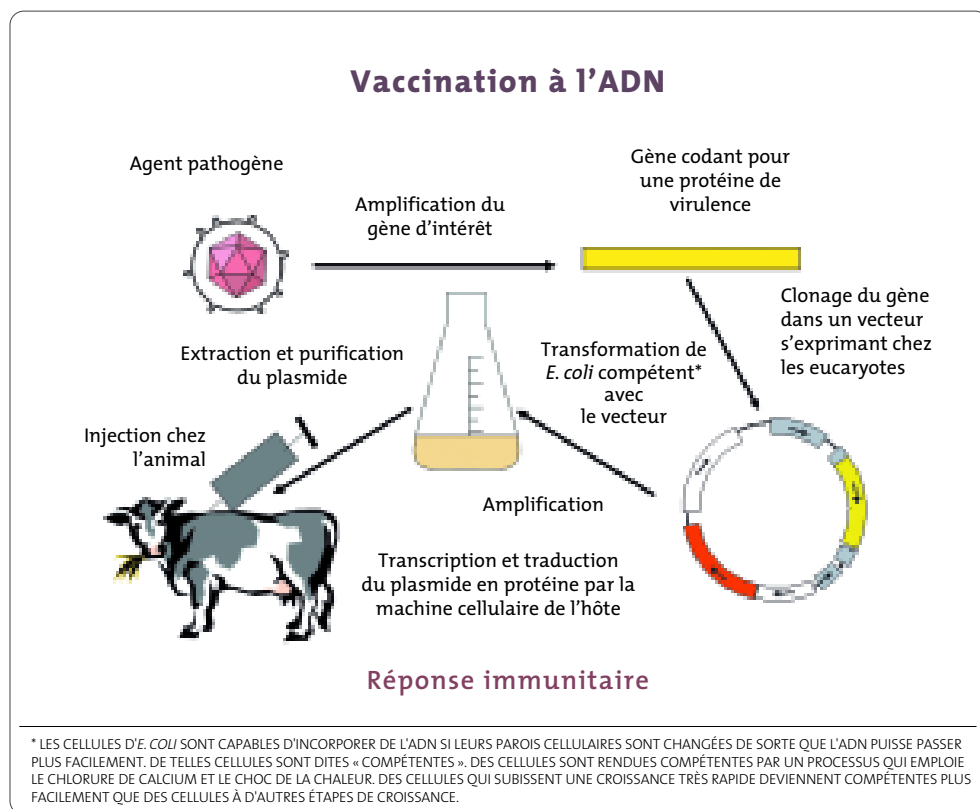 Vaccination à l'ADN
Agent pathogène
Amplification du
gène d'intérêt
Gène codant pour
une protéine de
virulence
Clonage du gène
dans un vecteur
s'exprimant chez
les eucaryotes
Transformation de
E. coli compétent*
avec
le vecteur
Amplification
Extraction et purification
du plasmide
Injection chez
l'animal
Transcription et traduction
du plasmide en protéine par la
machine cellulaire de l'hôte
Réponse immunitaire
* LES CELLULES D'E. COLI SONT CAPABLES D'INCORPORER DE L'ADN SI LEURS PAROIS CELLULAIRES SONT CHANGÉES DE SORTE QUE L'ADN PUISSE PASSER
PLUS FACILEMENT. DE TELLES CELLULES SONT DITES « COMPÉTENTES ». DES CELLULES SONT RENDUES COMPÉTENTES PAR UN PROCESSUS QUI EMPLOIE
LE CHLORURE DE CALCIUM ET LE CHOC DE LA CHALEUR. DES CELLULES QUI SUBISSENT UNE CROISSANCE TRÈS RAPIDE DEVIENNENT COMPÉTENTES PLUS
FACILEMENT QUE DES CELLULES À D'AUTRES ÉTAPES DE CROISSANCE.